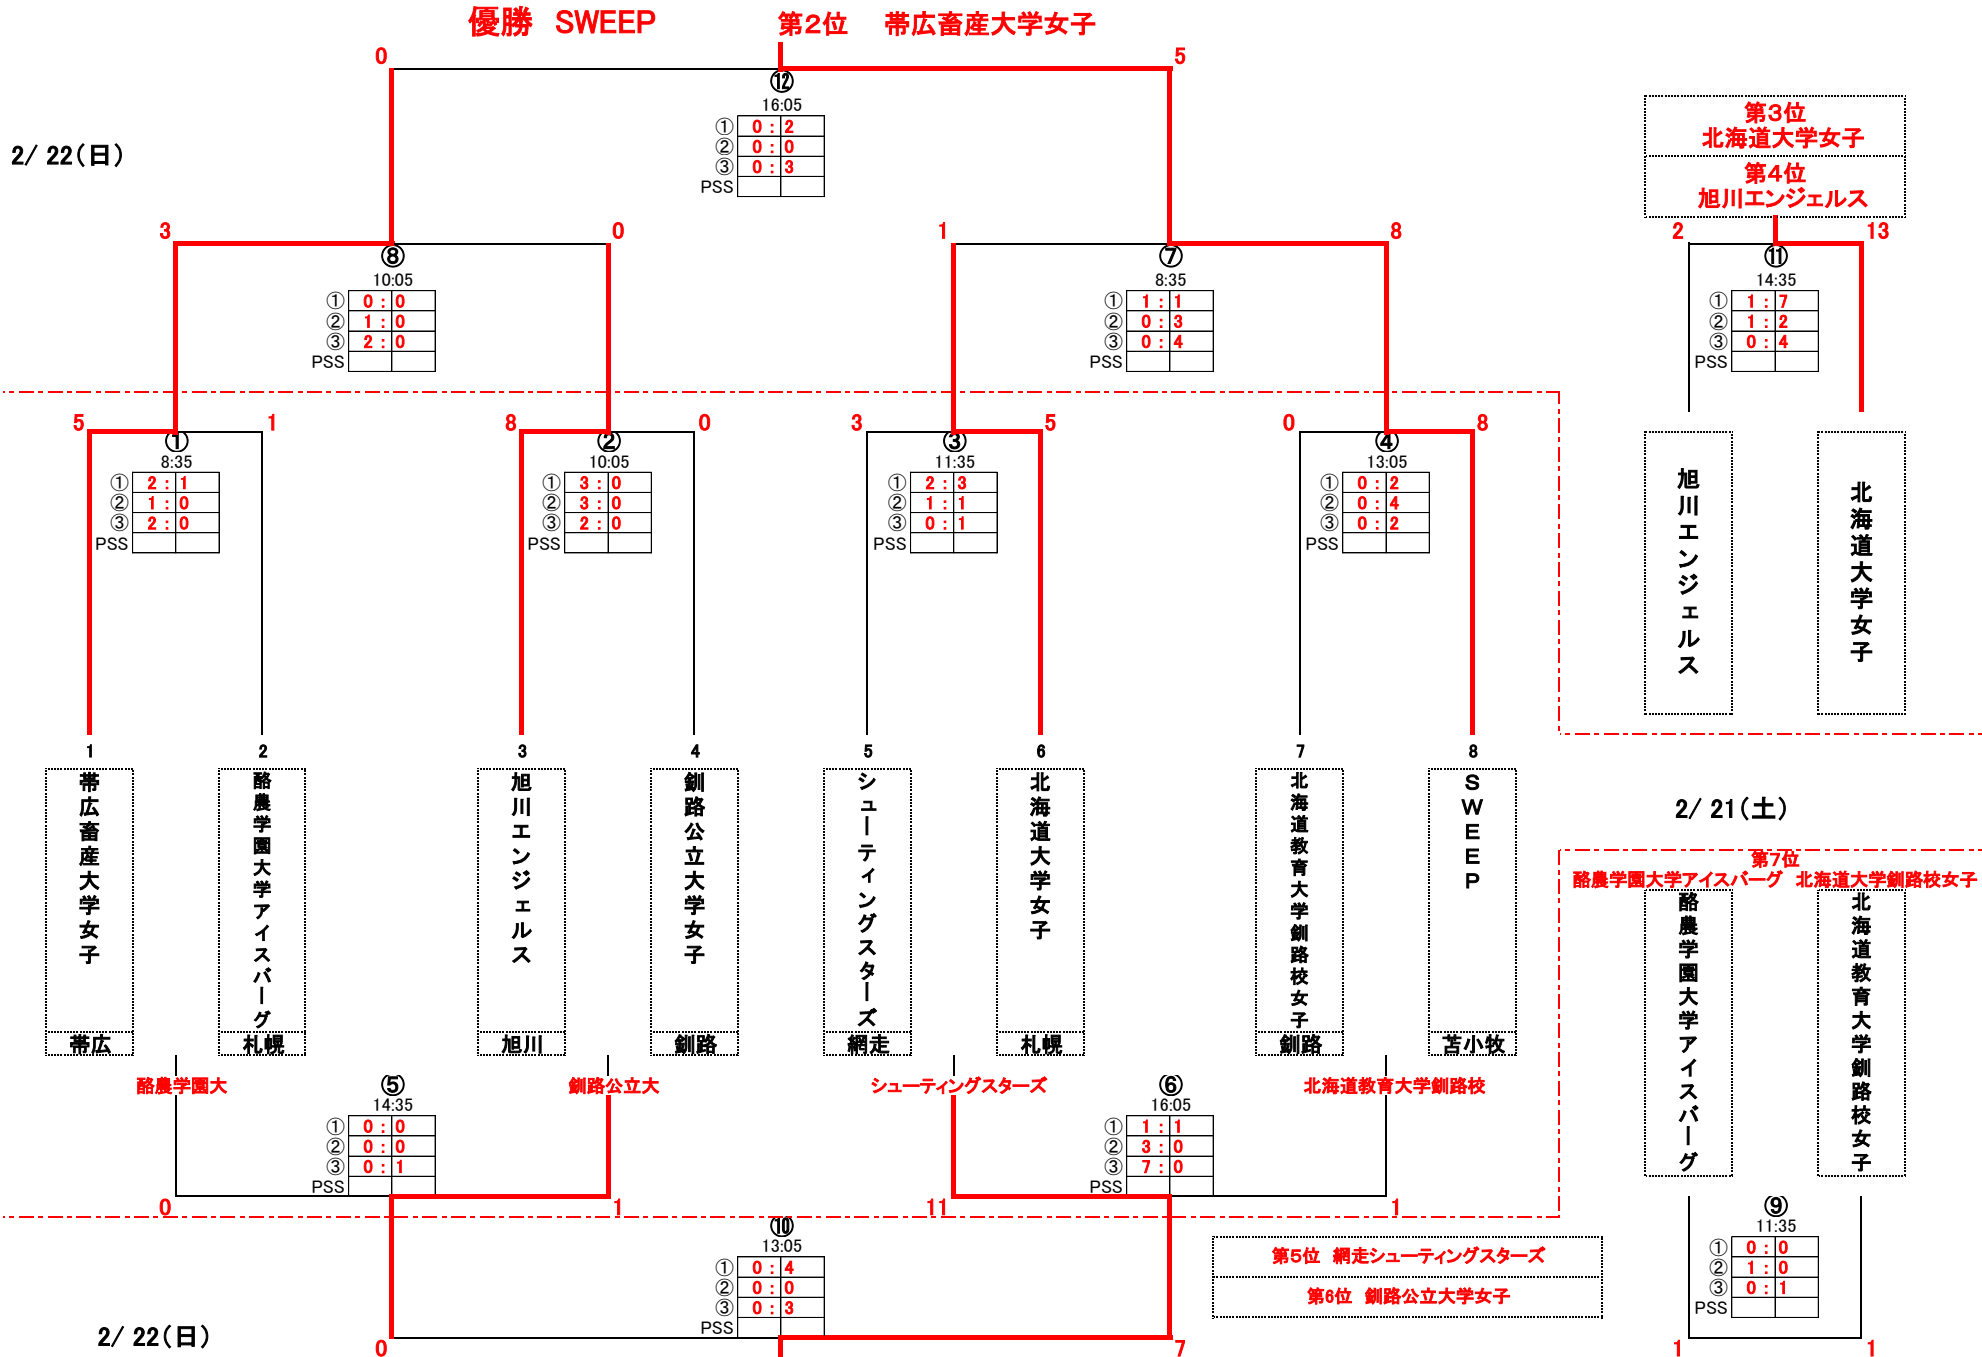 優勝 SWEEP 第2位 帯広畜産大学女子
0 5
⑫
16:05
① 0 : 2
② 0 : 0
③ 0 : 3
PSS
2/ 22(日)
第3位
北海道大学女子
第4位
旭川エンジェルス
3 0 1 8 2 13
⑧
10:05
① 0 : 0
② 1 : 0
③ 2 : 0
PSS
⑦
8:35
① 1 : 1
② 0 : 3
③ 0 : 4
PSS
⑪
14:35
① 1 : 7
② 1 : 2
③ 0 : 4
PSS
5 1 8 0 3 5 0 8
①
8:35
① 2 : 1
② 1 : 0
③ 2 : 0
PSS
②
10:05
① 3 : 0
② 3 : 0
③ 2 : 0
PSS
③
11:35
① 2 : 3
② 1 : 1
③ 0 : 1
PSS
④
13:05
① 0 : 2
② 0 : 4
③ 0 : 2
PSS
旭川エンジェルス
北海道大学女子
1 2 3 4 5 6 7 8
帯広畜産大学女子
酪農学園大学アイスバーグ
旭川エンジェルス
釧路公立大学女子
シューティングスターズ
北海道大学女子
北海道教育大学釧路校女子
SWEEP
帯広 札幌 旭川 釧路 網走 札幌 釧路 苫小牧
2/ 21(土)
第7位
酪農学園大学アイスバーグ 北海道大学釧路校女子
酪農学園大学アイスバーグ
北海道教育大学釧路校女子
酪農学園大 釧路公立大 シューティングスターズ 北海道教育大学釧路校
⑤
14:35
① 0 : 0
② 0 : 0
③ 0 : 1
PSS
0 1
⑥
16:05
① 1 : 1
② 3 : 0
③ 7 : 0
PSS
11 1
⑨
11:35
① 0 : 0
② 1 : 0
③ 0 : 1
PSS
1 1
⑩
13:05
① 0 : 4
② 0 : 0
③ 0 : 3
PSS
0 7
第5位 網走シューティングスターズ
第6位 釧路公立大学女子
2/ 22(日)